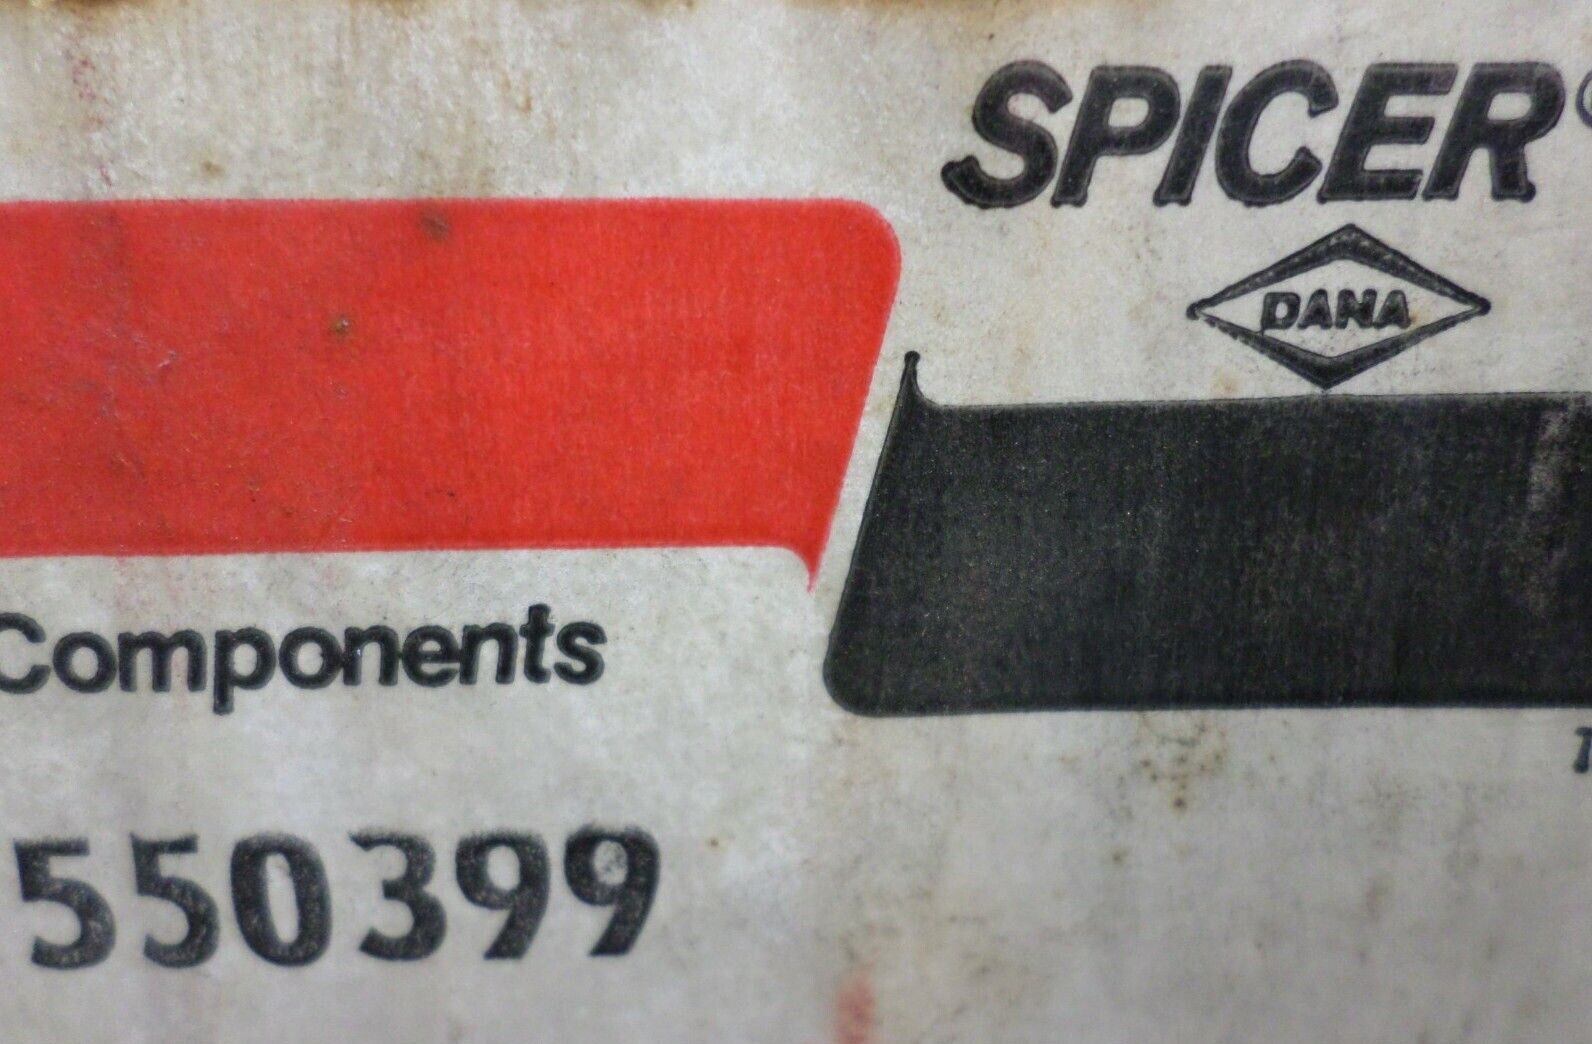 SPICER®
DANA
Components
550399